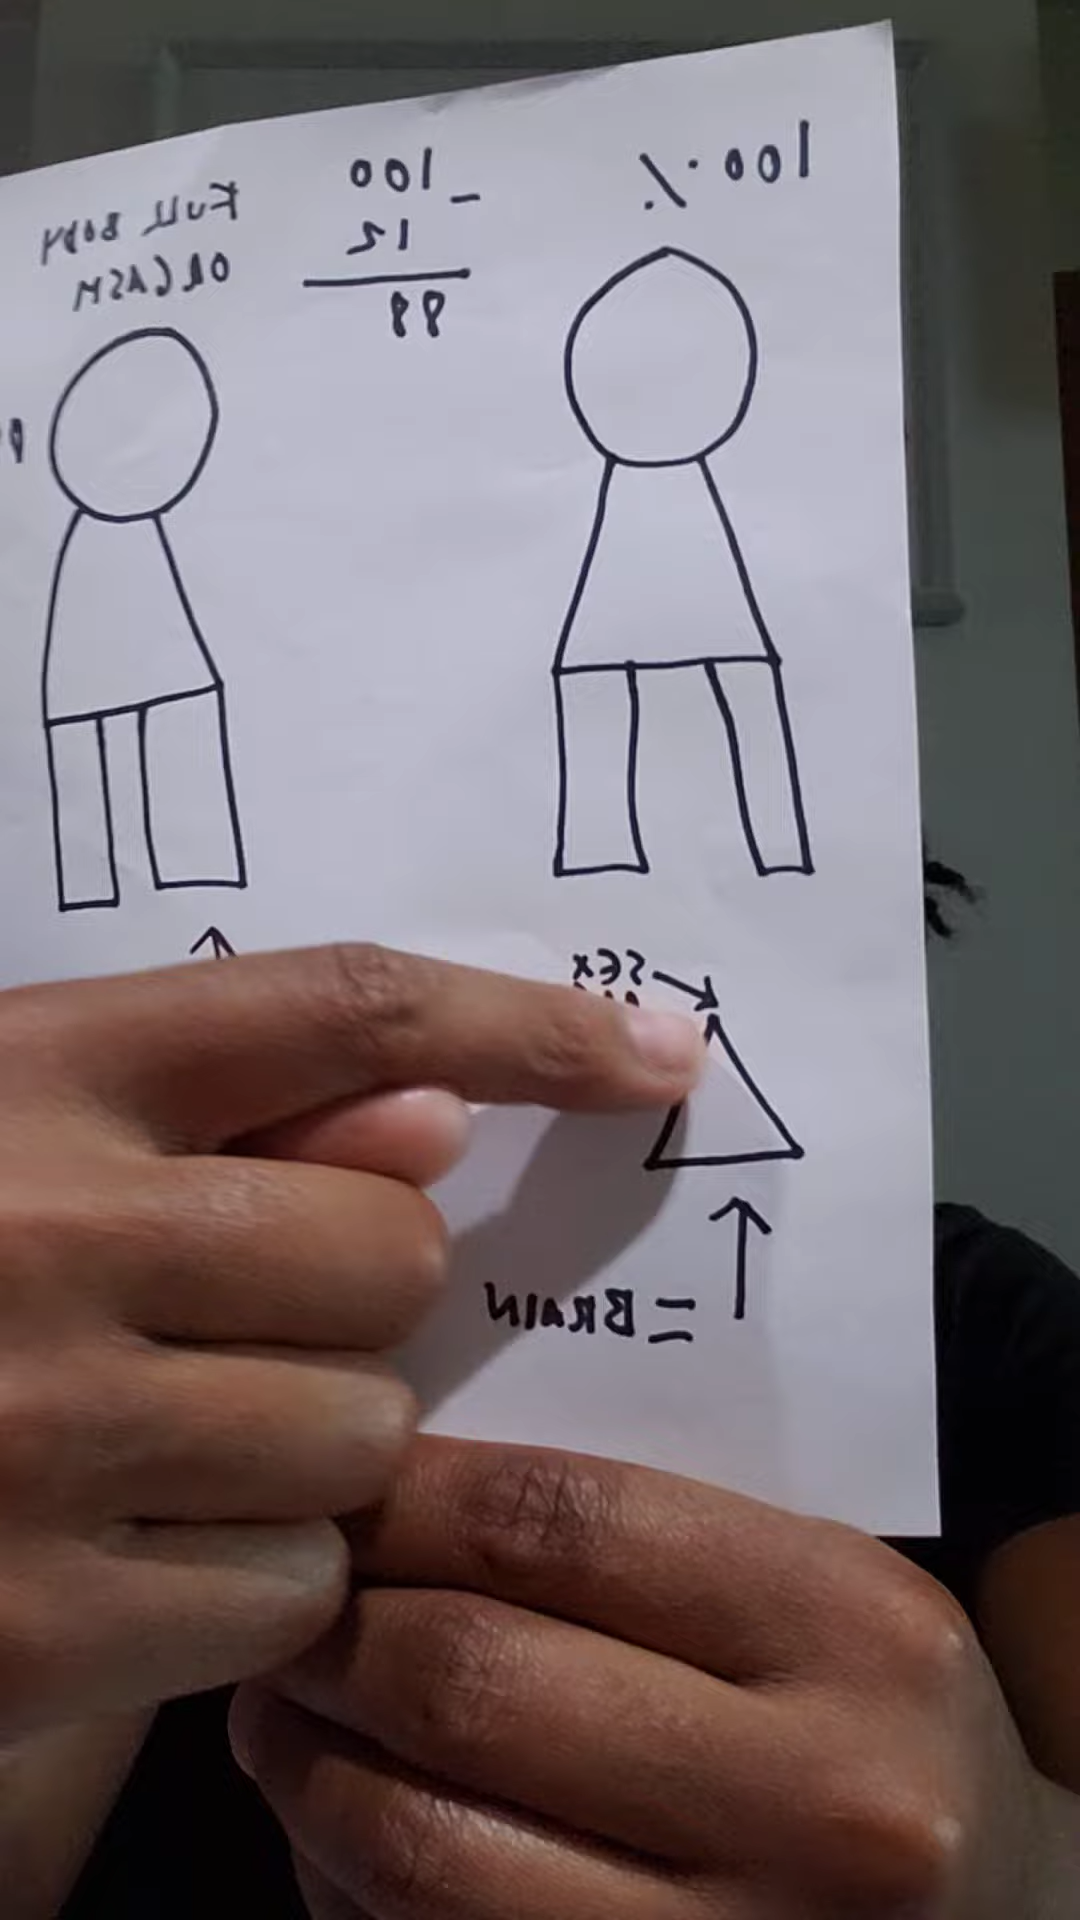 100 %
- 100
12
88
FULL BODY
ORGASM
SEX
= BRAIN